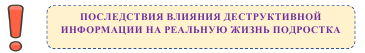 ПОСЛЕДСТВИЯ ВЛИЯНИЯ ДЕСТРУКТИВНОЙ
ИНФОРМАЦИИ НА РЕАЛЬНУЮ ЖИЗНЬ ПОДРОСТКА